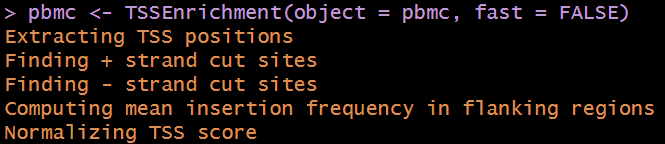 > pbmc <- TSSEnrichment(object = pbmc, fast = FALSE)
Extracting TSS positions
Finding + strand cut sites
Finding - strand cut sites
Computing mean insertion frequency in flanking regions
Normalizing TSS score